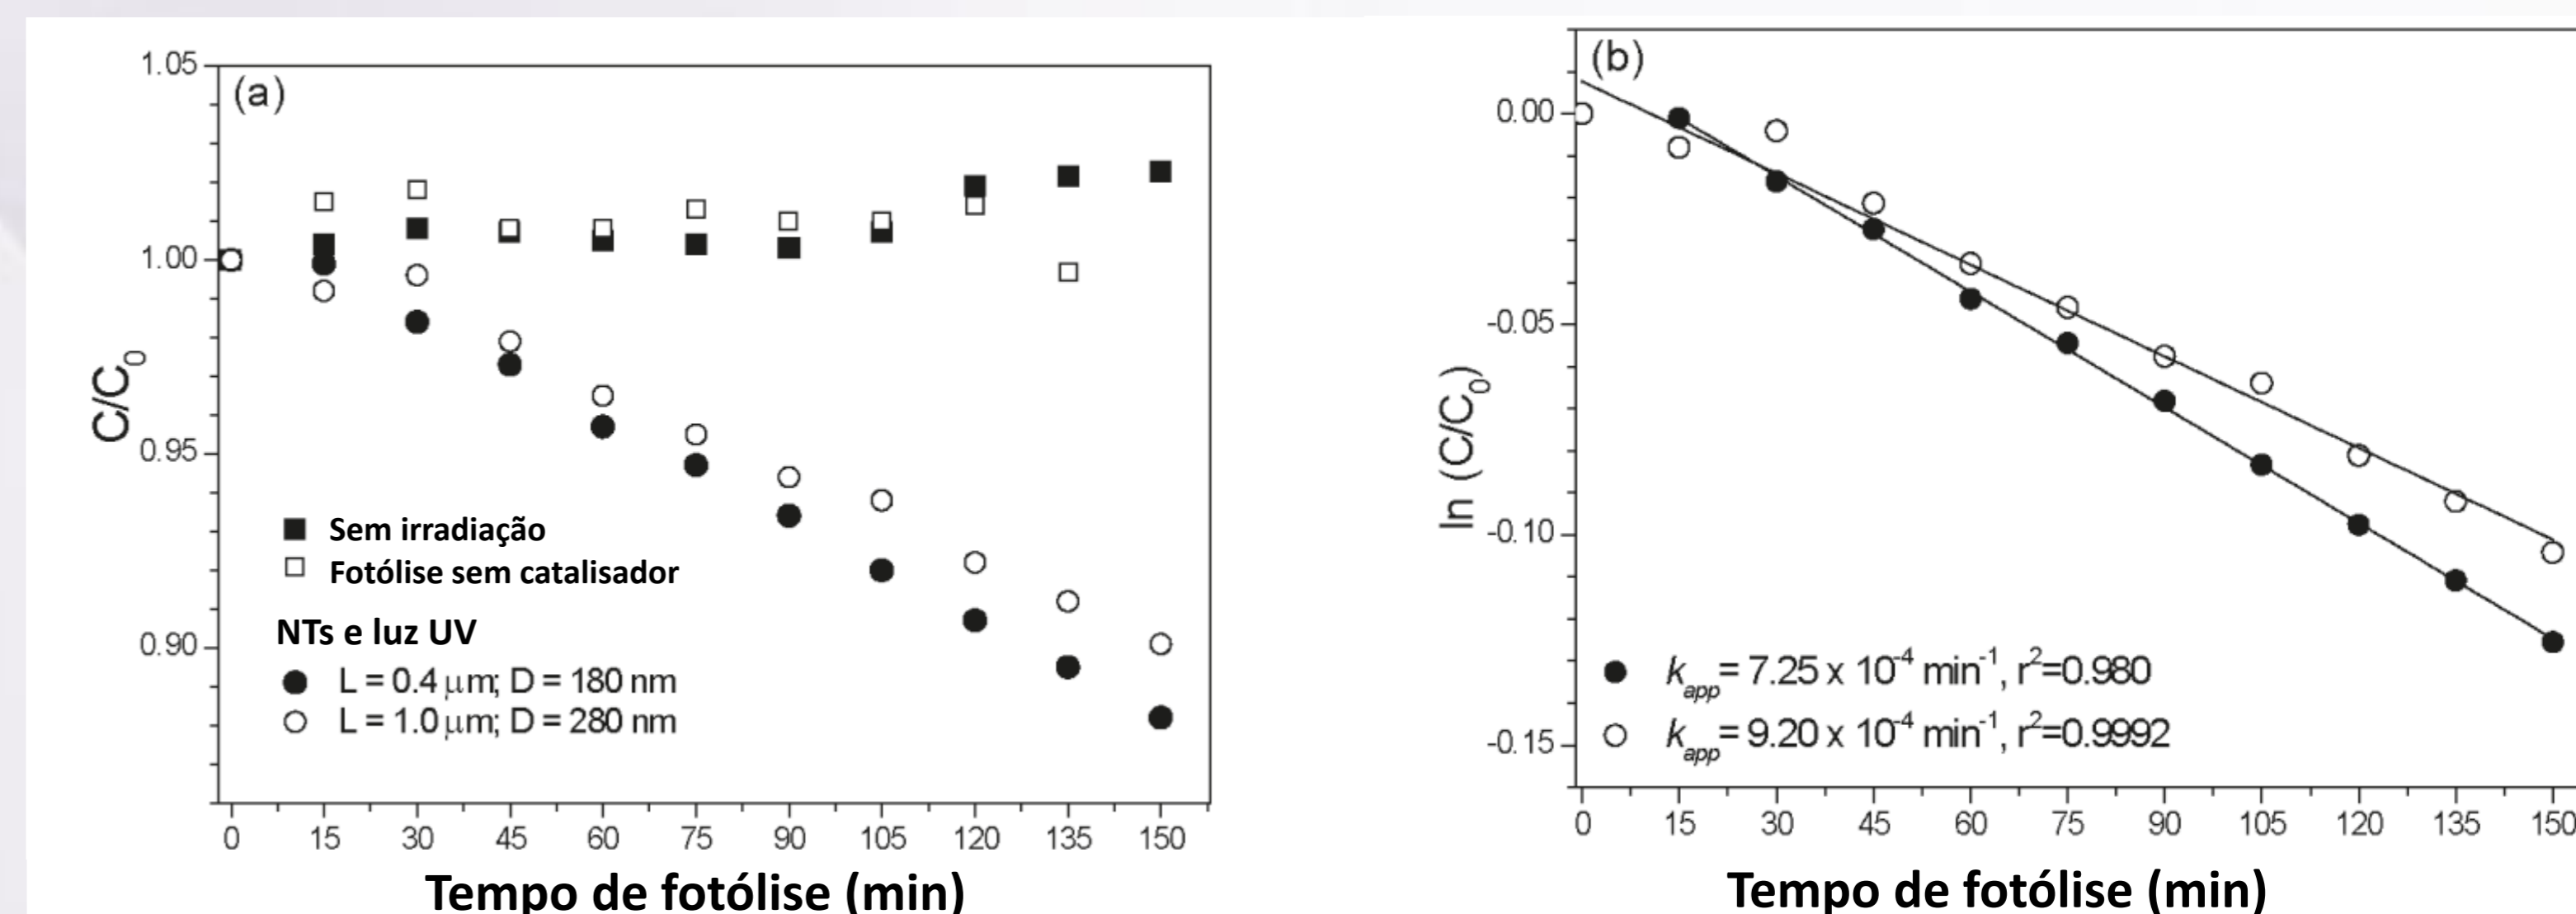 (a)
1.05
1.00
0.95
0.90
C/C0
Sem irradiação
Fotólise sem catalisador
NTs e luz UV
L = 0.4 μm; D = 180 nm
L = 1.0 μm; D = 280 nm
0 15 30 45 60 75 90 105 120 135 150
Tempo de fotólise (min)
(b)
0.00
-0.05
-0.10
-0.15
ln (C/C0)
kapp = 7.25 x 10-4 min-1, r2=0.980
kapp = 9.20 x 10-4 min-1, r2=0.9992
0 15 30 45 60 75 90 105 120 135 150
Tempo de fotólise (min)